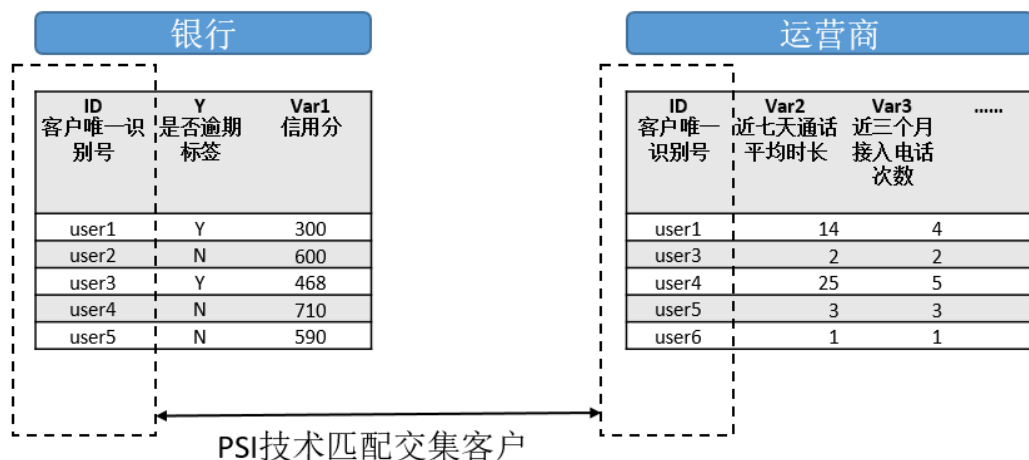 银行
运营商
ID Y Var1
客户唯一识 是否逾期 信用分
别号 标签
user1 Y 300
user2 N 600
user3 Y 468
user4 N 710
user5 N 590
ID Var2 Var3 ......
客户唯一 近七天通话 近三个月
识别号 平均时长 接入电话
次数
user1 14 4
user3 2 2
user4 25 5
user5 3 3
user6 1 1
PSI技术匹配交集客户